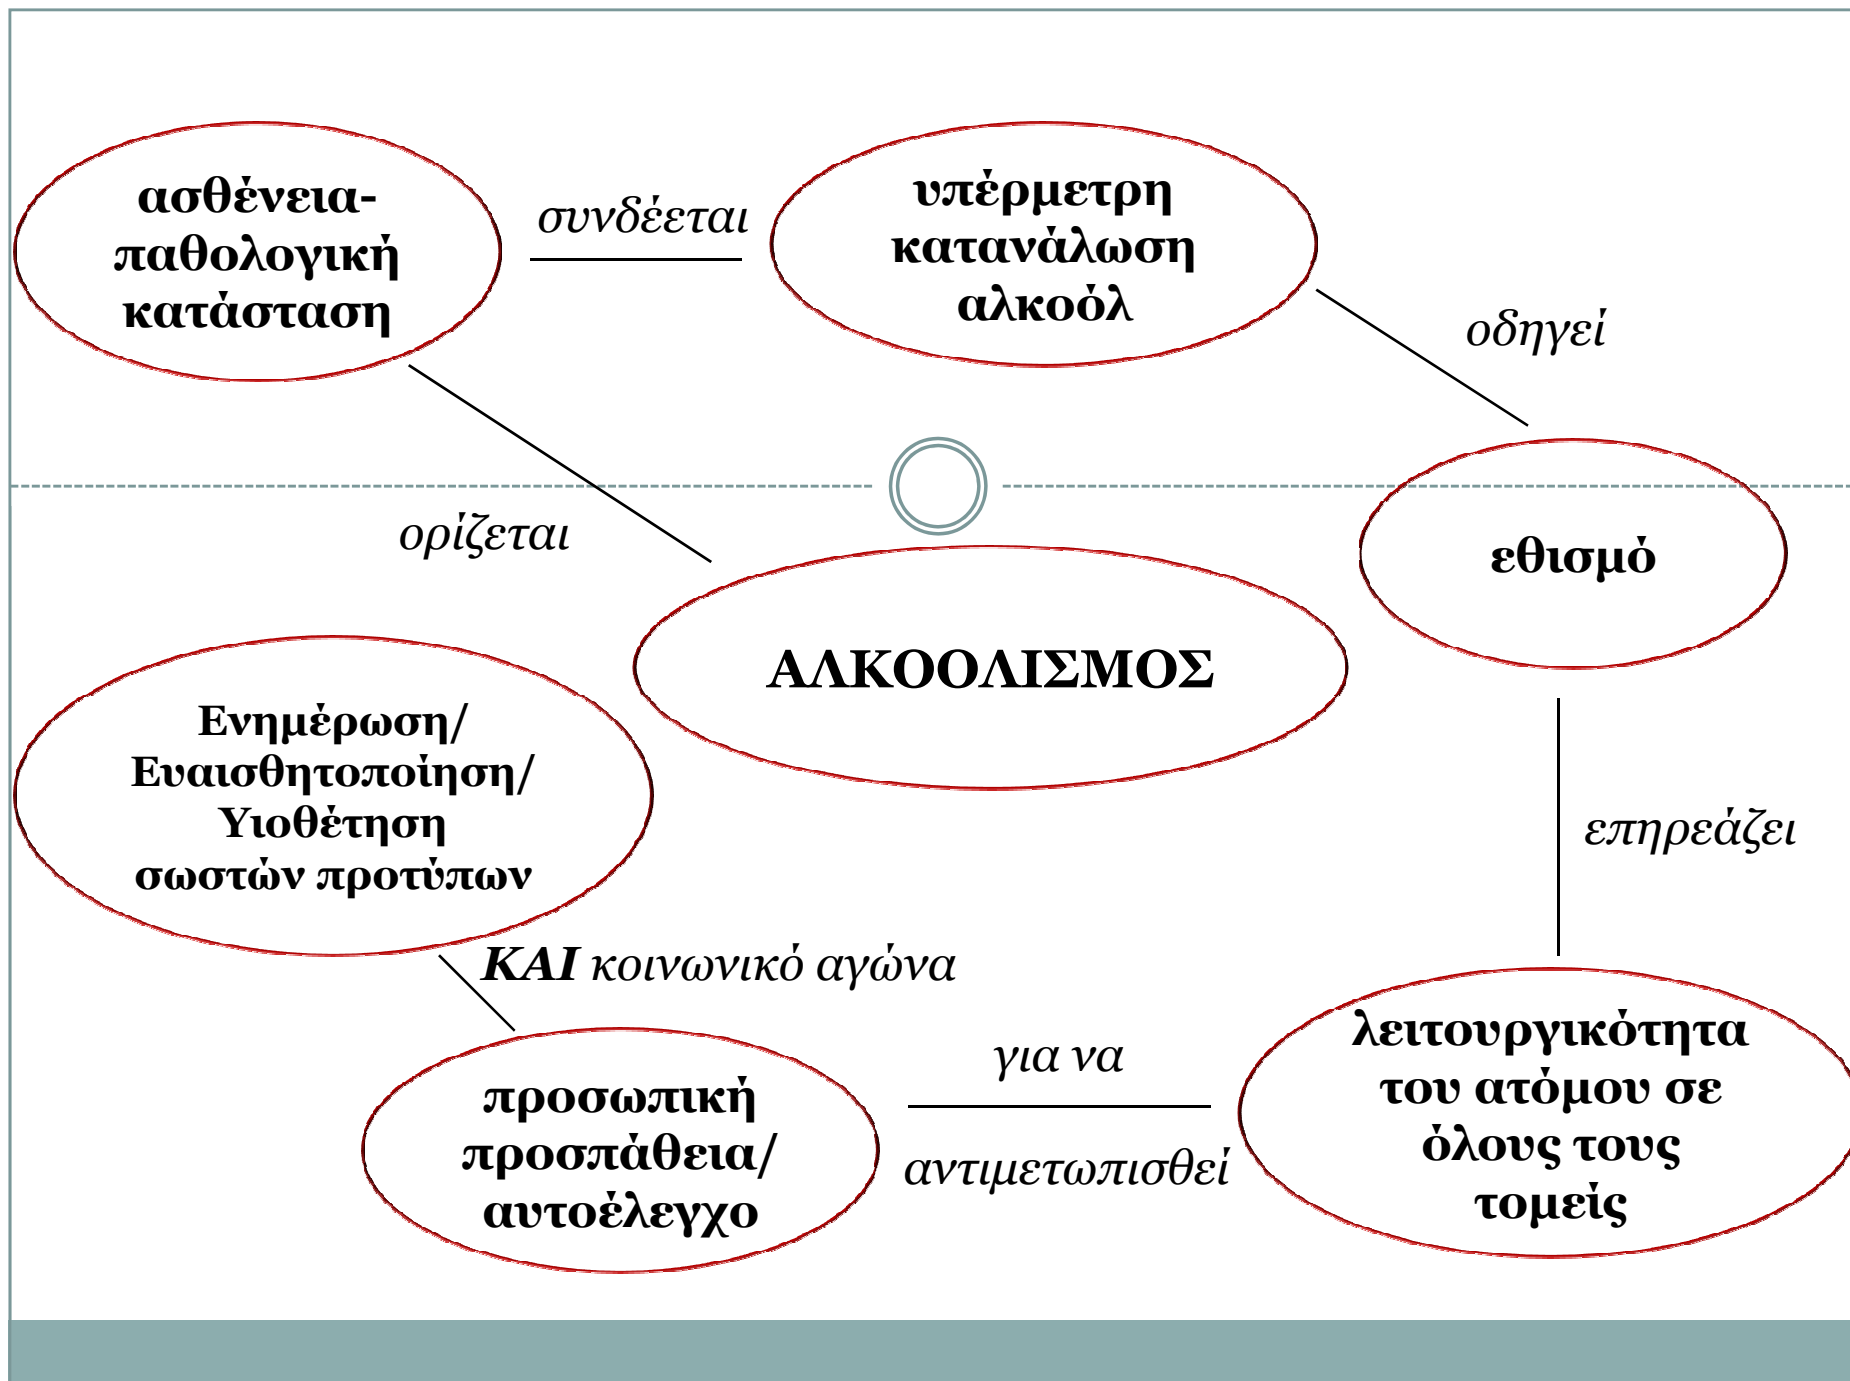 ασθένεια-
παθολογική
κατάσταση
συνδέεται
υπέρμετρη
κατανάλωση
αλκοόλ
οδηγεί
εθισμό
ορίζεται
ΑΛΚΟΟΛΙΣΜΟΣ
Ενημέρωση/
Ευαισθητοποίηση/
Υιοθέτηση
σωστών προτύπων
επηρεάζει
ΚΑΙ κοινωνικό αγώνα
λειτουργικότητα
του ατόμου σε
όλους τους
τομείς
για να
αντιμετωπισθεί
προσωπική
προσπάθεια/
αυτοέλεγχο